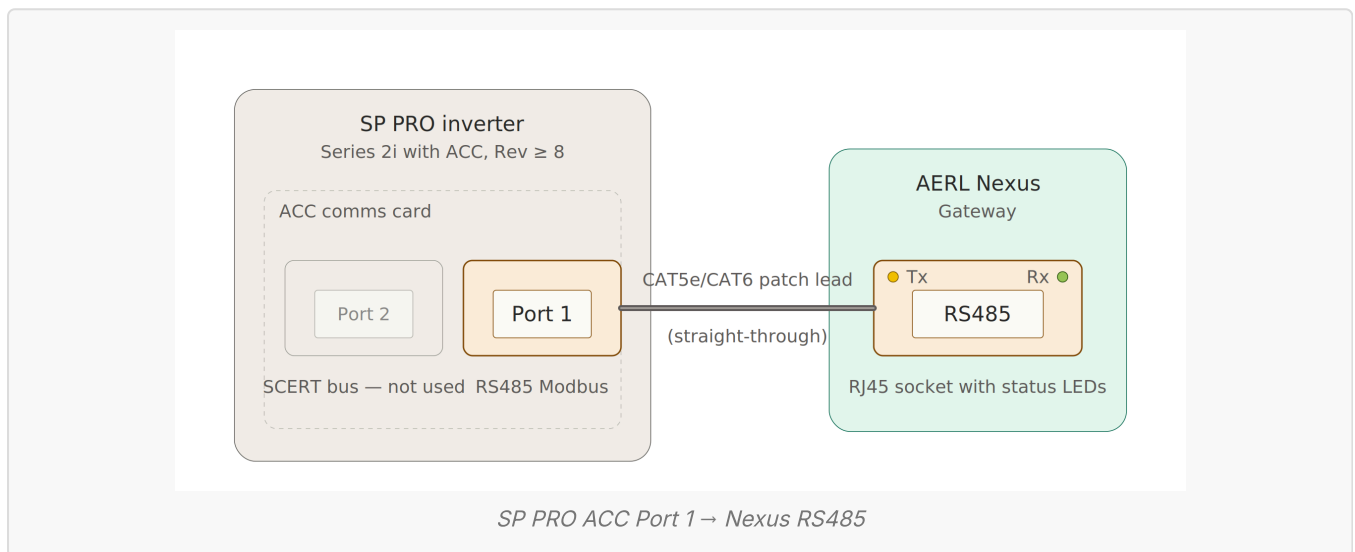 SP PRO inverter
Series 2i with ACC, Rev ≥ 8
ACC comms card
Port 2
Port 1
SCERT bus — not used
RS485 Modbus
CAT5e/CAT6 patch lead
(straight-through)
AERL Nexus
Gateway
Tx
Rx
RS485
RJ45 socket with status LEDs
SP PRO ACC Port 1 → Nexus RS485